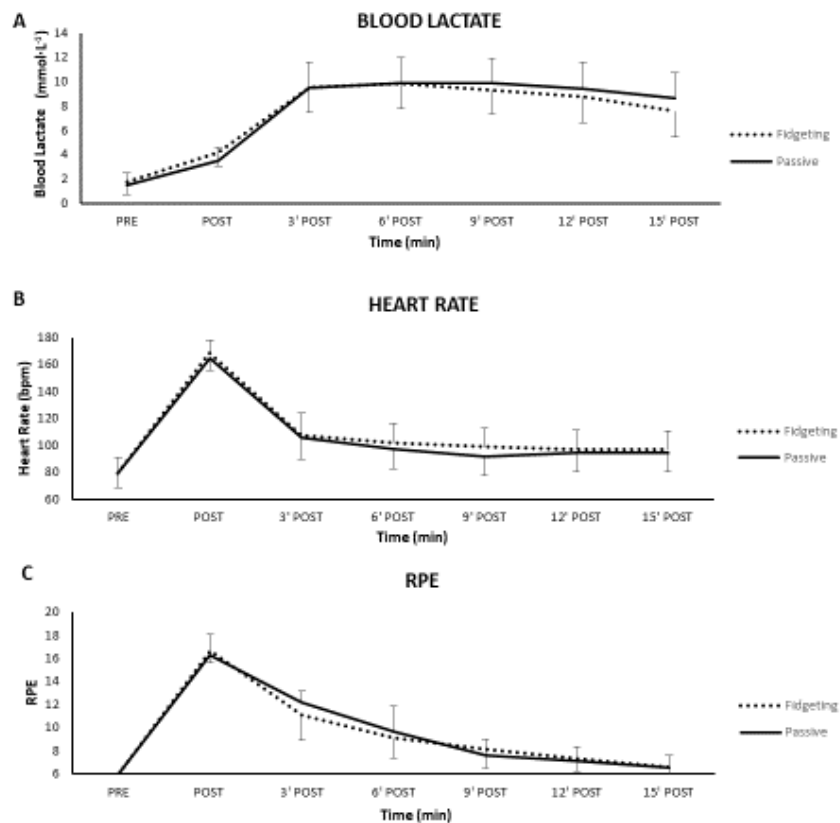 A
BLOOD LACTATE
Blood Lactate (mmol·L⁻¹)
14
12
10
8
6
4
2
0
PRE POST 3' POST 6' POST 9' POST 12' POST 15' POST
Time (min)
Fidgeting
Passive
B
HEART RATE
Heart Rate (bpm)
180
160
140
120
100
80
60
PRE POST 3' POST 6' POST 9' POST 12' POST 15' POST
Time (min)
Fidgeting
Passive
C
RPE
RPE
20
18
16
14
12
10
8
6
PRE POST 3' POST 6' POST 9' POST 12' POST 15' POST
Time (min)
Fidgeting
Passive